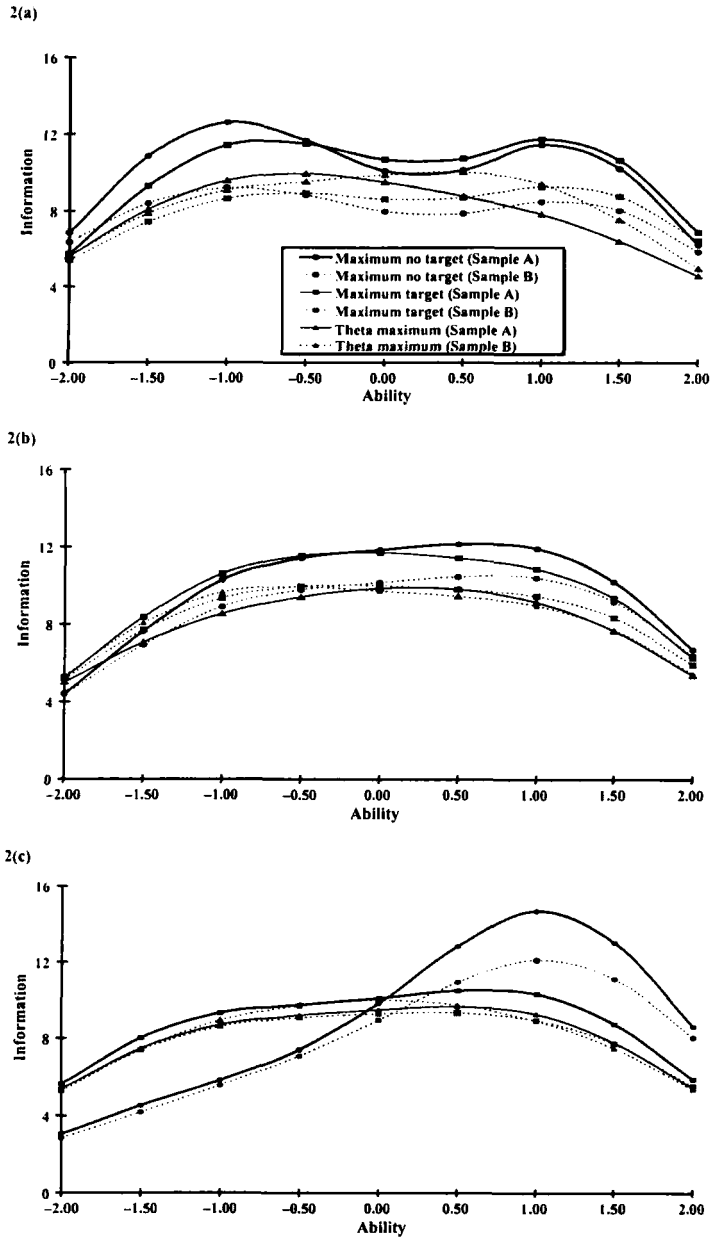 2(a)
16
12
8
4
0
Information
Maximum no target (Sample A)
Maximum no target (Sample B)
Maximum target (Sample A)
Maximum target (Sample B)
Theta maximum (Sample A)
Theta maximum (Sample B)
−2.00 −1.50 −1.00 −0.50 0.00 0.50 1.00 1.50 2.00
Ability
2(b)
16
12
8
4
0
Information
−2.00 −1.50 −1.00 −0.50 0.00 0.50 1.00 1.50 2.00
Ability
2(c)
16
12
8
4
0
Information
−2.00 −1.50 −1.00 −0.50 0.00 0.50 1.00 1.50 2.00
Ability